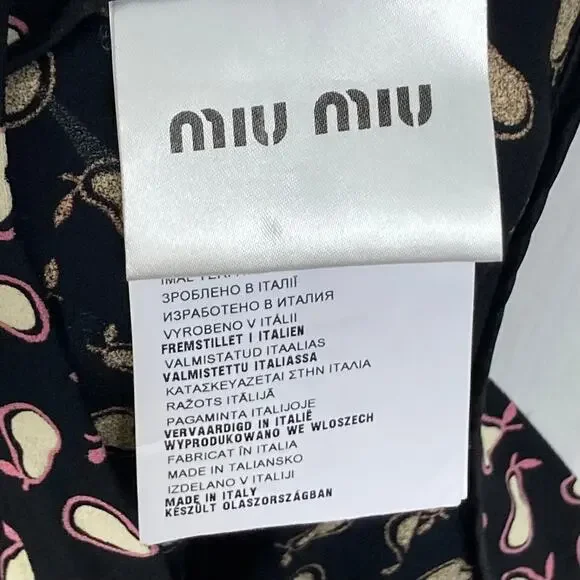 MIU MIU
ЗРОБЛЕНО В ІТАЛІЇ
ИЗРАБОТЕНО В ИТАЛИЯ
VYROBENO V ITÁLII
FREMSTILLET I ITALIEN
VALMISTATUD ITAALIAS
VALMISTETTU ITALIASSA
ΚΑΤΑΣΚΕΥΑΖΕΤΑΙ ΣΤΗΝ ΙΤΑΛΙΑ
RAŽOTS ITĀLIJĀ
PAGAMINTA ITALIJOJE
VERVAARDIGD IN ITALIË
WYPRODUKOWANO WE WLOSZECH
FABRICAT ÎN ITALIA
MADE IN TALIANSKO
IZDELANO V ITALIJI
MADE IN ITALY
KÉSZÜLT OLASZORSZÁGBAN